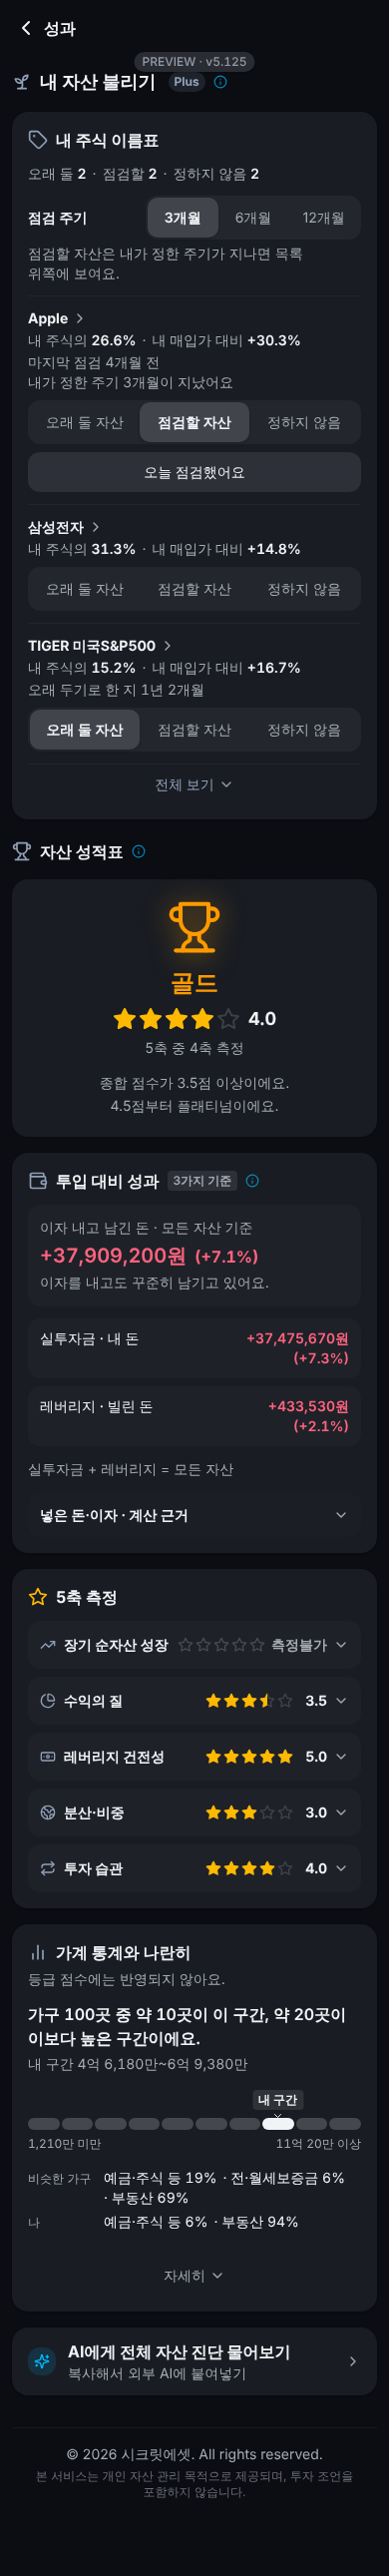 성과
PREVIEW · v5.125
내 자산 불리기 Plus
내 주식 이름표
오래 둘 2 · 점검할 2 · 정하지 않음 2
점검 주기 3개월 6개월 12개월
점검할 자산은 내가 정한 주기가 지나면 목록
위쪽에 보여요.
Apple
내 주식의 26.6% · 내 매입가 대비 +30.3%
마지막 점검 4개월 전
내가 정한 주기 3개월이 지났어요
오래 둘 자산 점검할 자산 정하지 않음
오늘 점검했어요
삼성전자
내 주식의 31.3% · 내 매입가 대비 +14.8%
오래 둘 자산 점검할 자산 정하지 않음
TIGER 미국S&P500
내 주식의 15.2% · 내 매입가 대비 +16.7%
오래 두기로 한 지 1년 2개월
오래 둘 자산 점검할 자산 정하지 않음
전체 보기
자산 성적표
골드
4.0
5축 중 4축 측정
종합 점수가 3.5점 이상이에요.
4.5점부터 플래티넘이에요.
투입 대비 성과 3가지 기준
이자 내고 남긴 돈 · 모든 자산 기준
+37,909,200원 (+7.1%)
이자를 내고도 꾸준히 남기고 있어요.
실투자금 · 내 돈 +37,475,670원
(+7.3%)
레버리지 · 빌린 돈 +433,530원
(+2.1%)
실투자금 + 레버리지 = 모든 자산
넣은 돈·이자 · 계산 근거
5축 측정
장기 순자산 성장 측정불가
수익의 질 3.5
레버리지 건전성 5.0
분산·비중 3.0
투자 습관 4.0
가계 통계와 나란히
등급 점수에는 반영되지 않아요.
가구 100곳 중 약 10곳이 이 구간, 약 20곳이
이보다 높은 구간이에요.
내 구간 4억 6,180만~6억 9,380만
내 구간
1,210만 미만 11억 20만 이상
비슷한 가구 예금·주식 등 19% · 전·월세보증금 6%
· 부동산 69%
나 예금·주식 등 6% · 부동산 94%
자세히
AI에게 전체 자산 진단 물어보기
복사해서 외부 AI에 붙여넣기
© 2026 시크릿에셋. All rights reserved.
본 서비스는 개인 자산 관리 목적으로 제공되며, 투자 조언을
포함하지 않습니다.